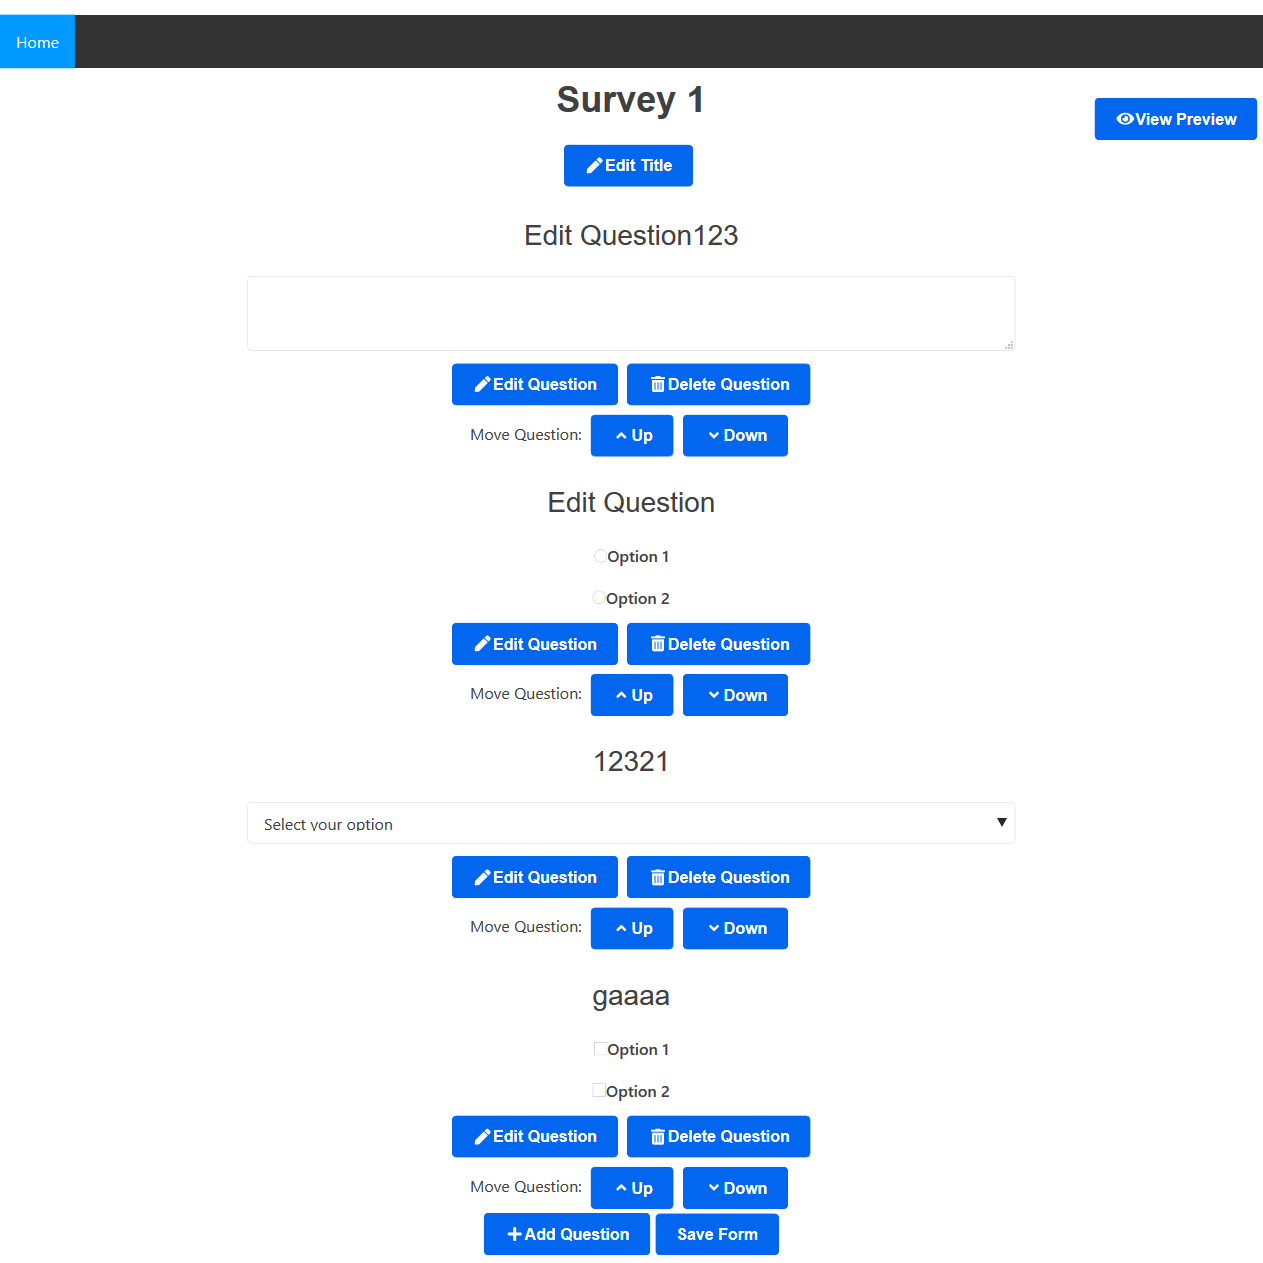 Home
Survey 1
View Preview
Edit Title
Edit Question123
Edit Question Delete Question
Move Question: Up Down
Edit Question
Option 1
Option 2
Edit Question Delete Question
Move Question: Up Down
12321
Select your option
Edit Question Delete Question
Move Question: Up Down
gaaaa
Option 1
Option 2
Edit Question Delete Question
Move Question: Up Down
Add Question Save Form